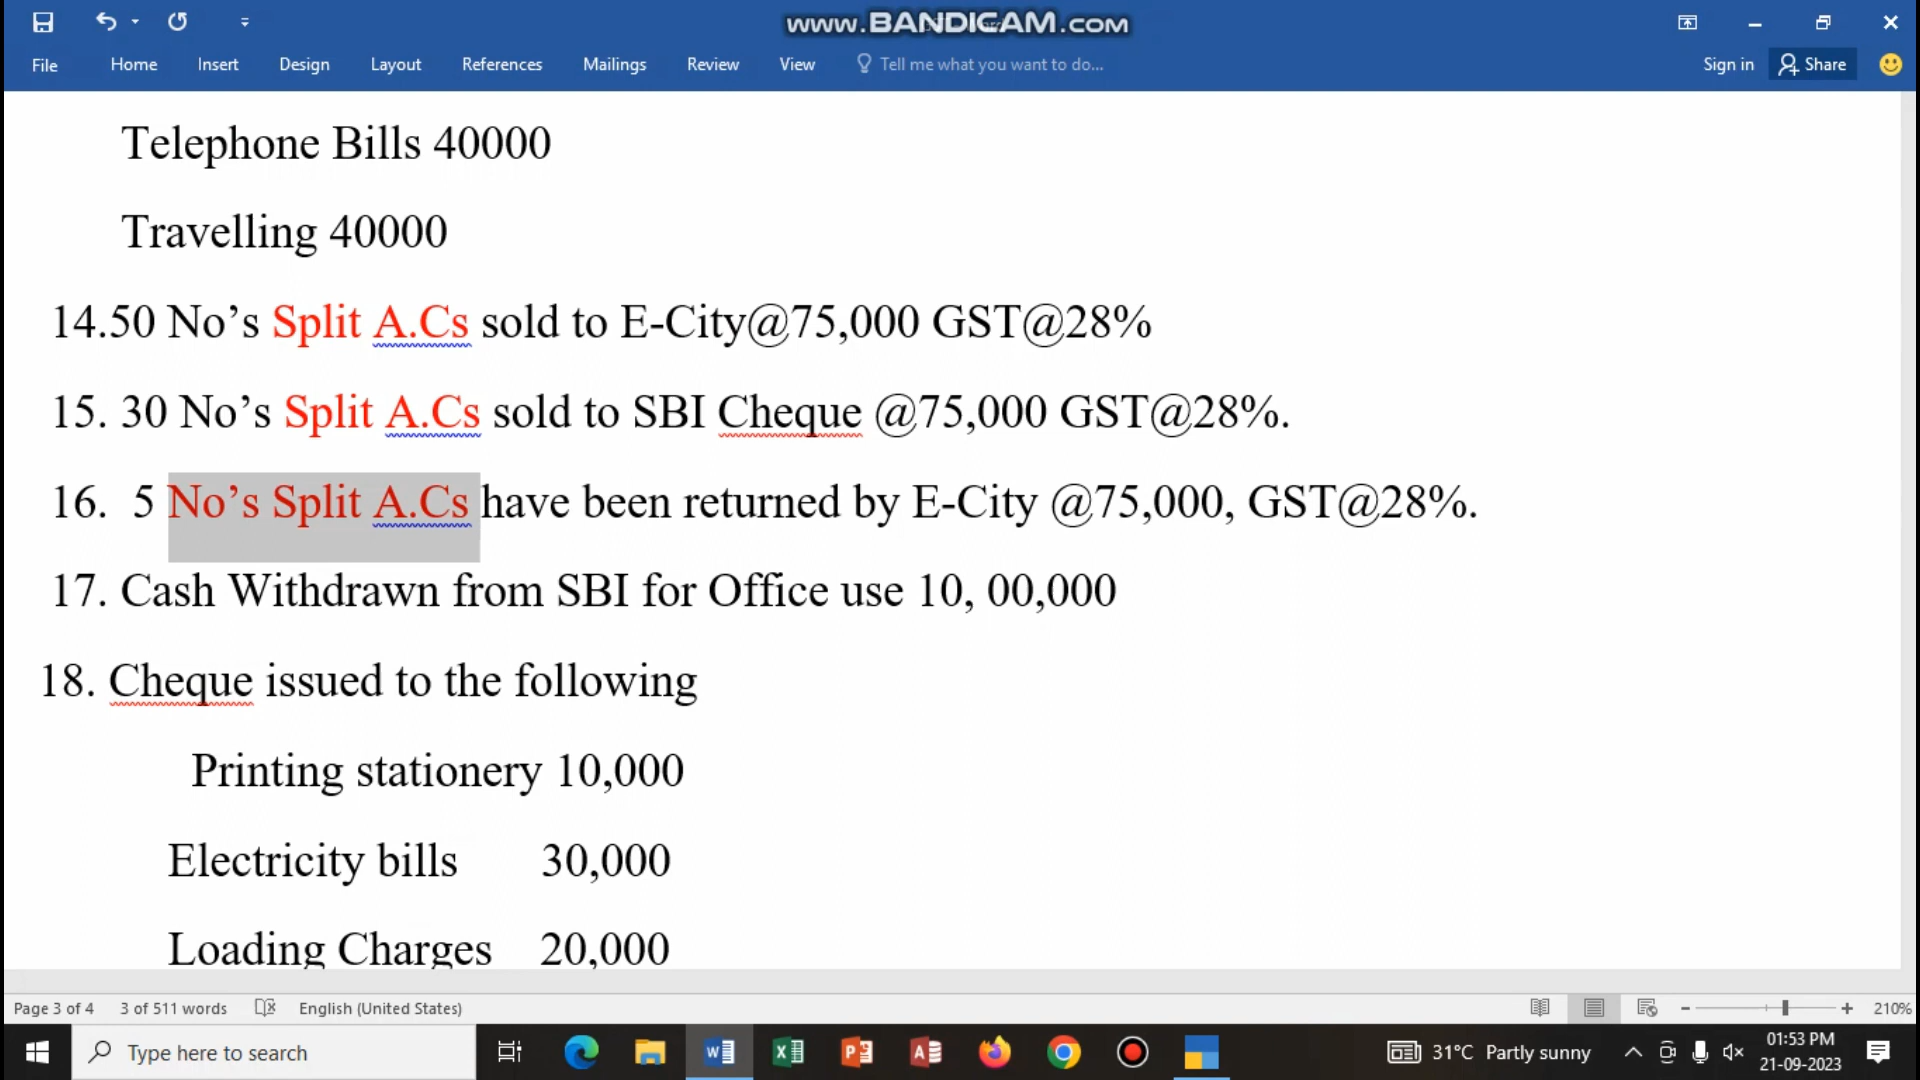 www.BANDICAM.com
File Home Insert Design Layout References Mailings Review View Tell me what you want to do... Sign in Share
Telephone Bills 40000
Travelling 40000
14.50 No’s Split A.Cs sold to E-City@75,000 GST@28%
15. 30 No’s Split A.Cs sold to SBI Cheque @75,000 GST@28%.
16. 5 No’s Split A.Cs have been returned by E-City @75,000, GST@28%.
17. Cash Withdrawn from SBI for Office use 10, 00,000
18. Cheque issued to the following
Printing stationery 10,000
Electricity bills 30,000
Loading Charges 20,000
Page 3 of 4 3 of 511 words English (United States) 210%
Type here to search 31°C Partly sunny 01:53 PM
21-09-2023